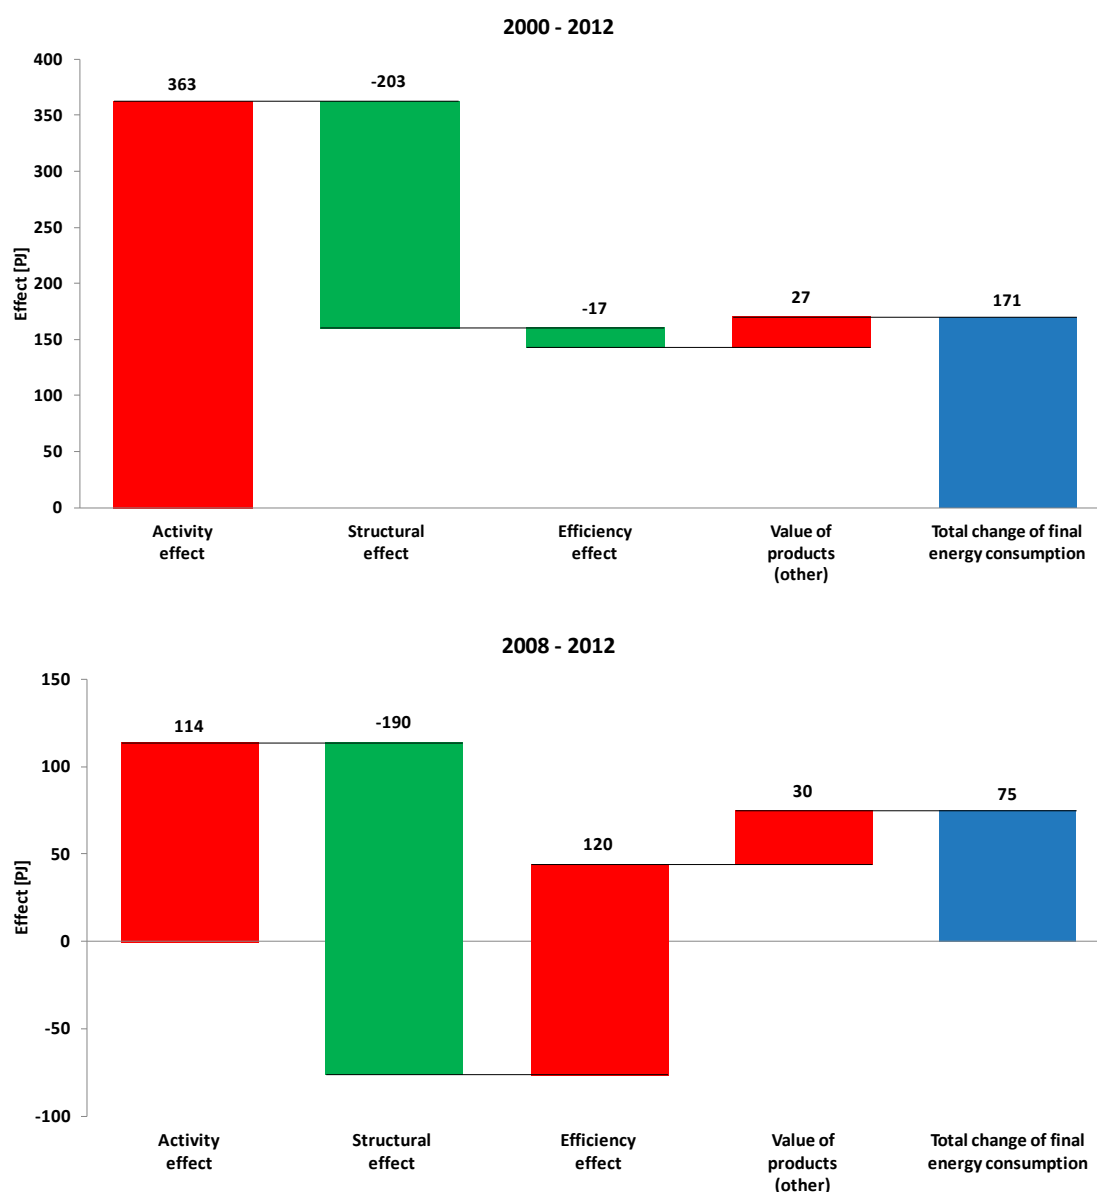 2000 - 2012
400
350
300
250
200
150
100
50
0
Effect [PJ]
363
-203
-17
27
171
Activity
effect
Structural
effect
Efficiency
effect
Value of
products
(other)
Total change of final
energy consumption
2008 - 2012
150
100
50
0
-50
-100
Effect [PJ]
114
-190
120
30
75
Activity
effect
Structural
effect
Efficiency
effect
Value of
products
(other)
Total change of final
energy consumption